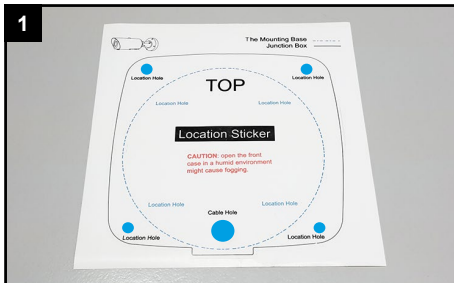 1
The Mounting Base
Junction Box
Location Hole
Location Hole
TOP
Location Hole
Location Hole
Location Sticker
CAUTION: open the front
case in a humid environment
might cause fogging.
Location Hole
Location Hole
Cable Hole
Location Hole
Location Hole